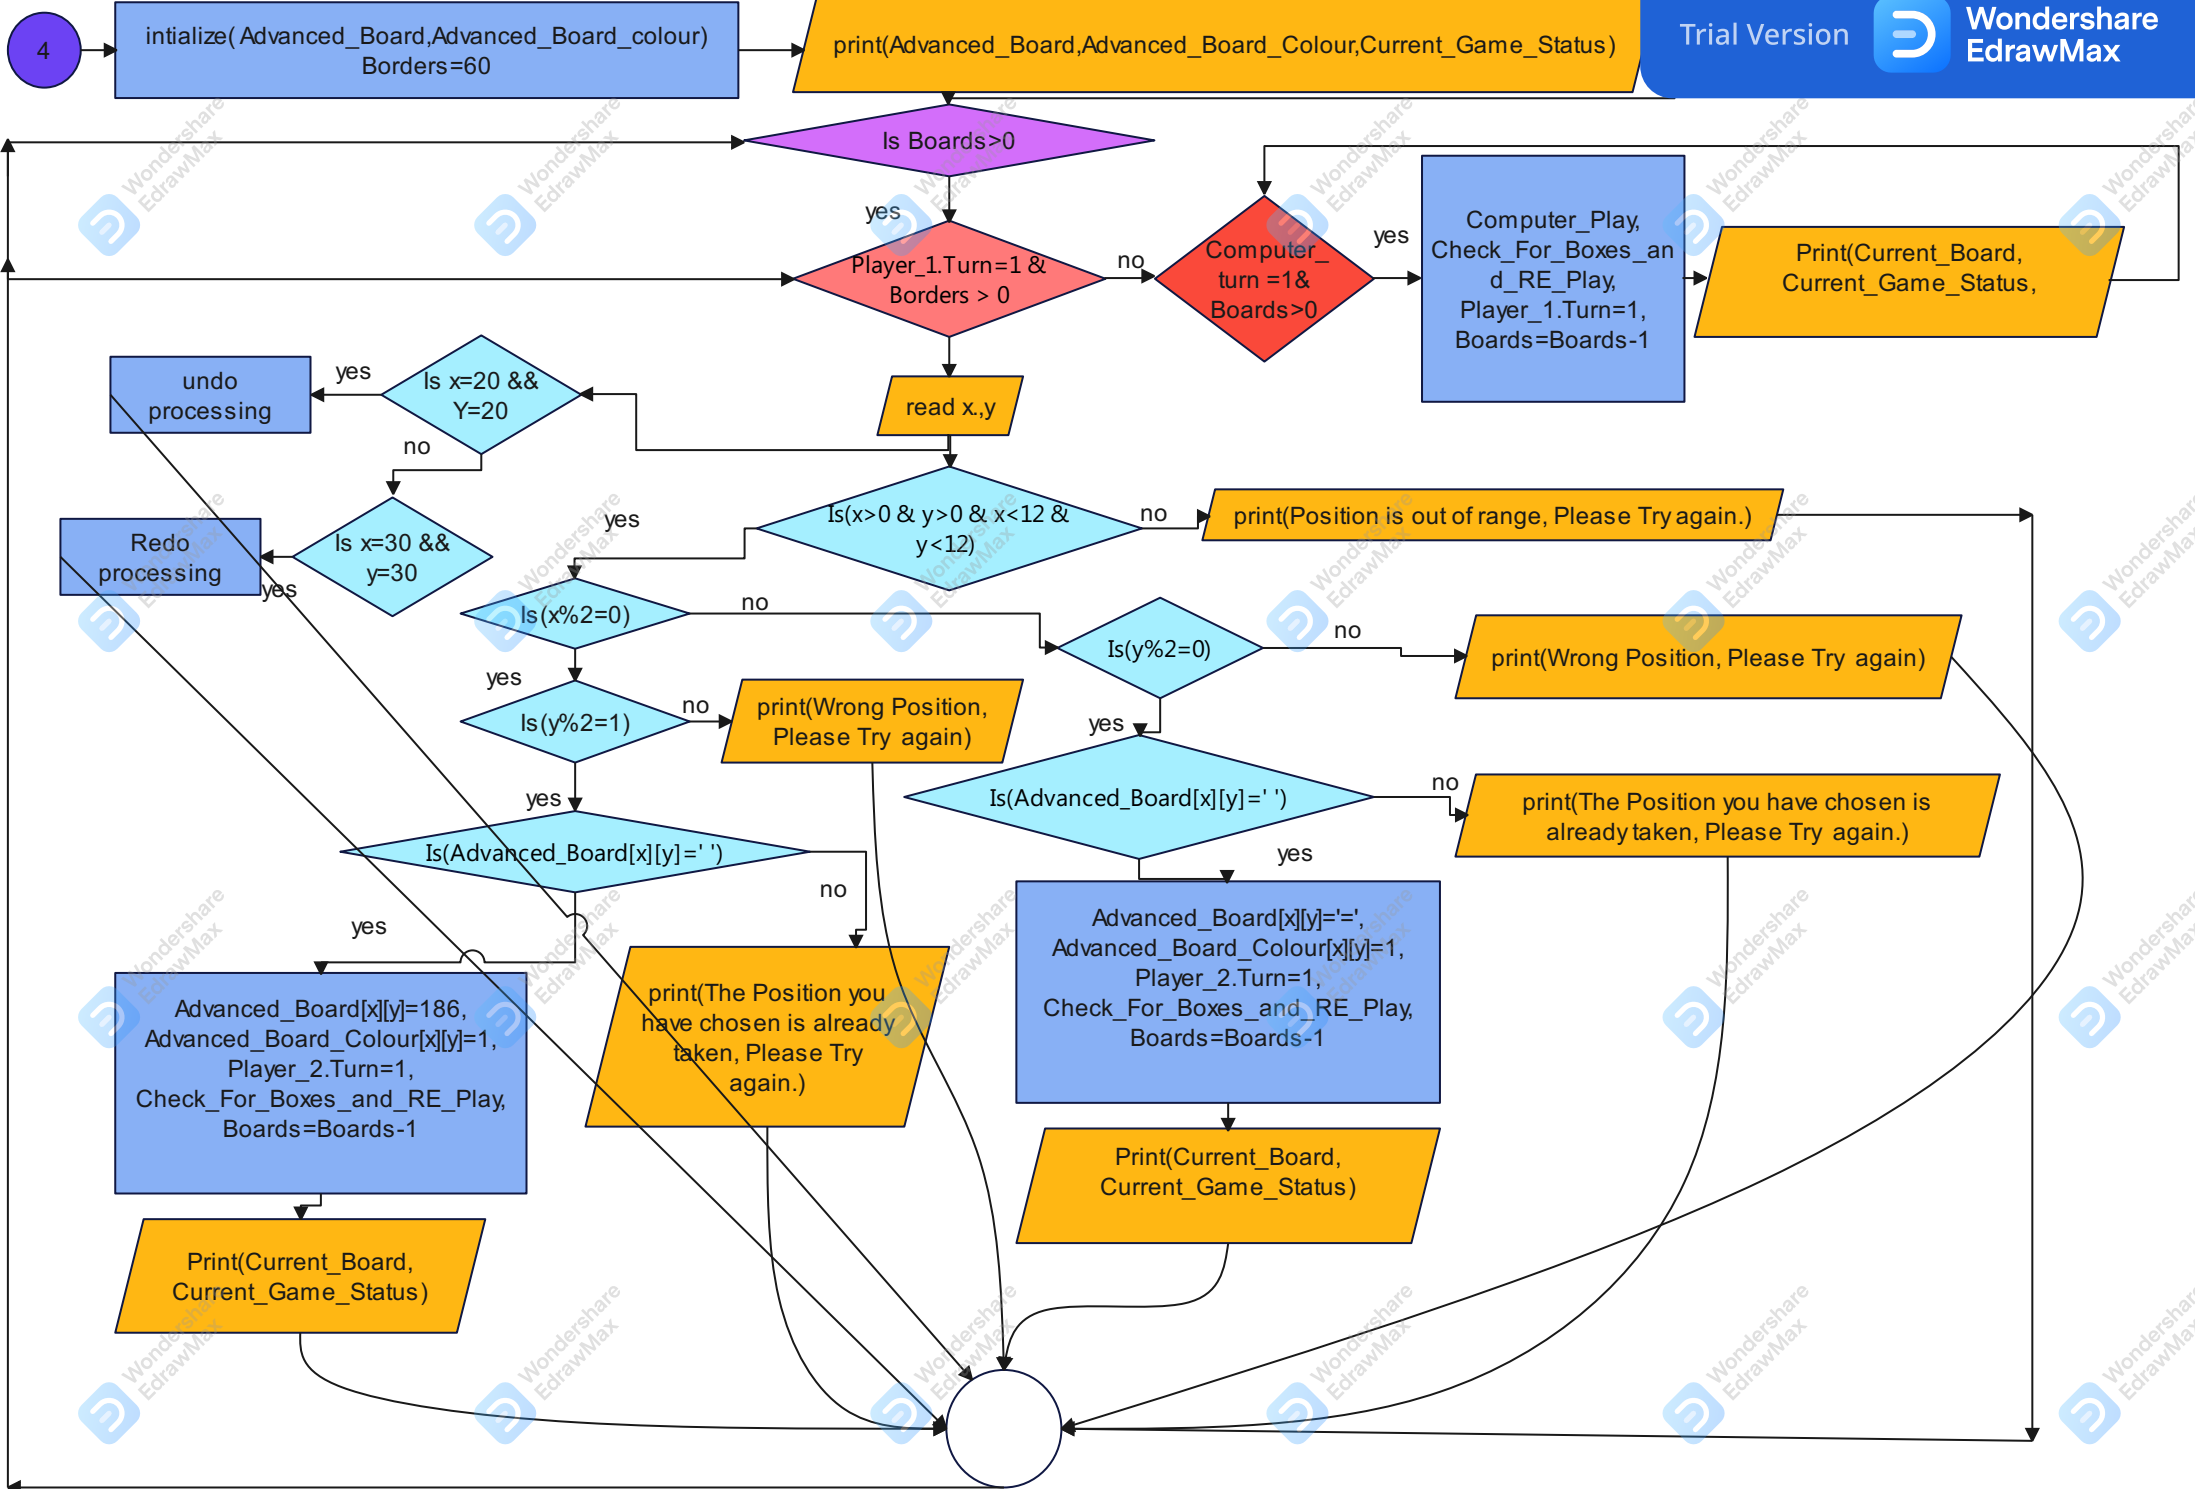 4
intialize( Advanced_Board,Advanced_Board_colour)
Borders=60
print(Advanced_Board,Advanced_Board_Colour,Current_Game_Status)
Trial Version
Wondershare
EdrawMax
Is Boards>0
yes
Player_1.Turn=1 &
Borders > 0
no
Computer_
turn =1&
Boards>0
yes
Computer_Play,
Check_For_Boxes_an
d_RE_Play,
Player_1.Turn=1,
Boards=Boards-1
Print(Current_Board,
Current_Game_Status,
undo
processing
yes
Is x=20 &&
Y=20
no
read x.,y
Redo
processing
yes
Is x=30 &&
y=30
yes
Is(x>0 & y>0 & x<12 &
y<12)
no
print(Position is out of range, Please Try again.)
Is(x%2=0)
no
Is(y%2=0)
no
print(Wrong Position, Please Try again)
yes
Is(y%2=1)
no
print(Wrong Position,
Please Try again)
yes
yes
Is(Advanced_Board[x][y]=' ')
no
print(The Position you have chosen is
already taken, Please Try again.)
Is(Advanced_Board[x][y]=' ')
no
yes
yes
Advanced_Board[x][y]=186,
Advanced_Board_Colour[x][y]=1,
Player_2.Turn=1,
Check_For_Boxes_and_RE_Play,
Boards=Boards-1
print(The Position you
have chosen is already
taken, Please Try
again.)
Advanced_Board[x][y]='=',
Advanced_Board_Colour[x][y]=1,
Player_2.Turn=1,
Check_For_Boxes_and_RE_Play,
Boards=Boards-1
Print(Current_Board,
Current_Game_Status)
Print(Current_Board,
Current_Game_Status)